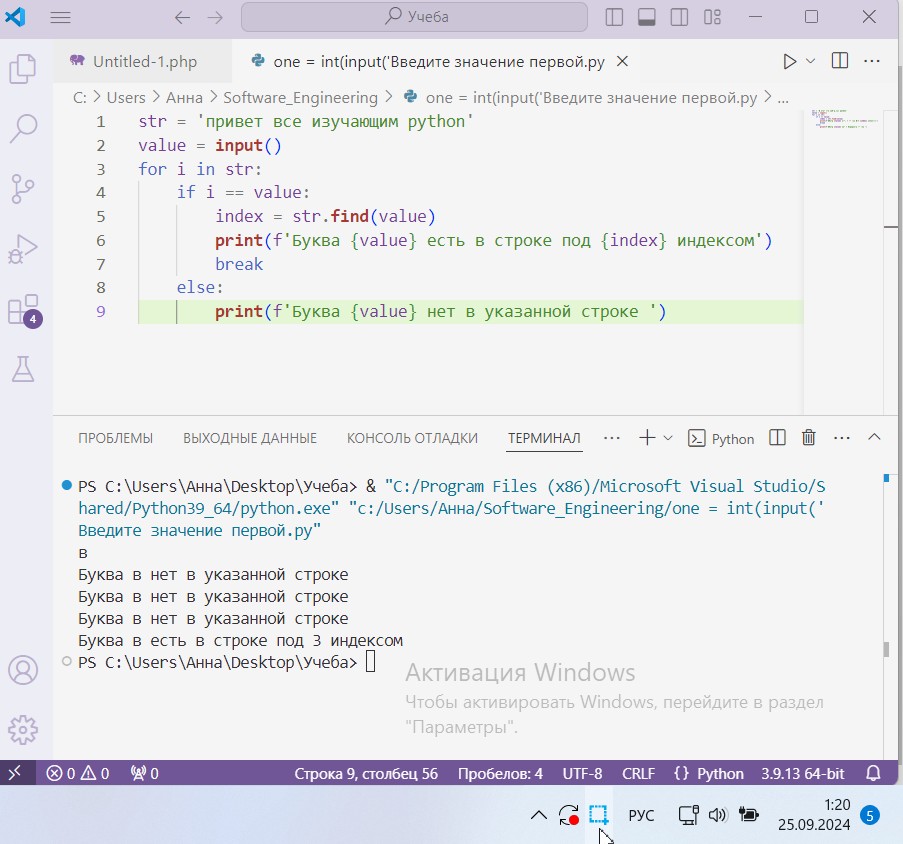 Учеба
Untitled-1.php
one = int(input('Введите значение первой.py
C: > Users > Анна > Software_Engineering > one = int(input('Введите значение первой.py > ...
1 str = 'привет все изучающим python'
2 value = input()
3 for i in str:
4 if i == value:
5 index = str.find(value)
6 print(f'Буква {value} есть в строке под {index} индексом')
7 break
8 else:
9 print(f'Буква {value} нет в указанной строке ')
4
ПРОБЛЕМЫ ВЫХОДНЫЕ ДАННЫЕ КОНСОЛЬ ОТЛАДКИ ТЕРМИНАЛ ... Python ...
PS C:\Users\Анна\Desktop\Учеба> & "C:/Program Files (x86)/Microsoft Visual Studio/S
hared/Python39_64/python.exe" "c:/Users/Анна/Software_Engineering/one = int(input('
Введите значение первой.py"
в
Буква в нет в указанной строке
Буква в нет в указанной строке
Буква в нет в указанной строке
Буква в есть в строке под 3 индексом
PS C:\Users\Анна\Desktop\Учеба>
Активация Windows
Чтобы активировать Windows, перейдите в раздел
"Параметры".
0 0 0 Строка 9, столбец 56 Пробелов: 4 UTF-8 CRLF {} Python 3.9.13 64-bit
РУС
1:20
25.09.2024
5